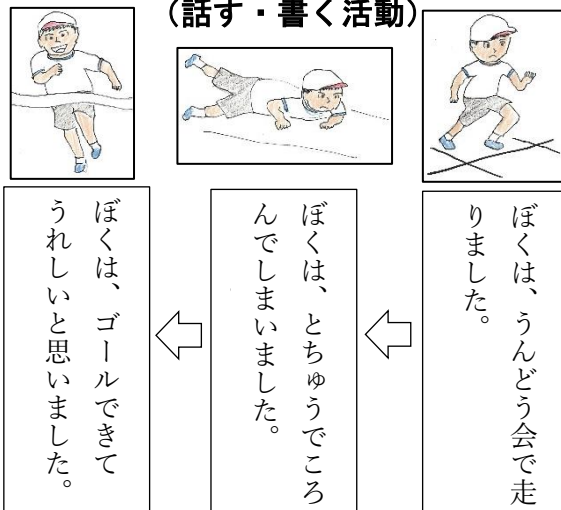 （話す・書く活動）
ぼくは、うんどう会で走
りました。
ぼくは、とちゅうでころ
んでしまいました。
ぼくは、ゴールできて
うれしいと思いました。